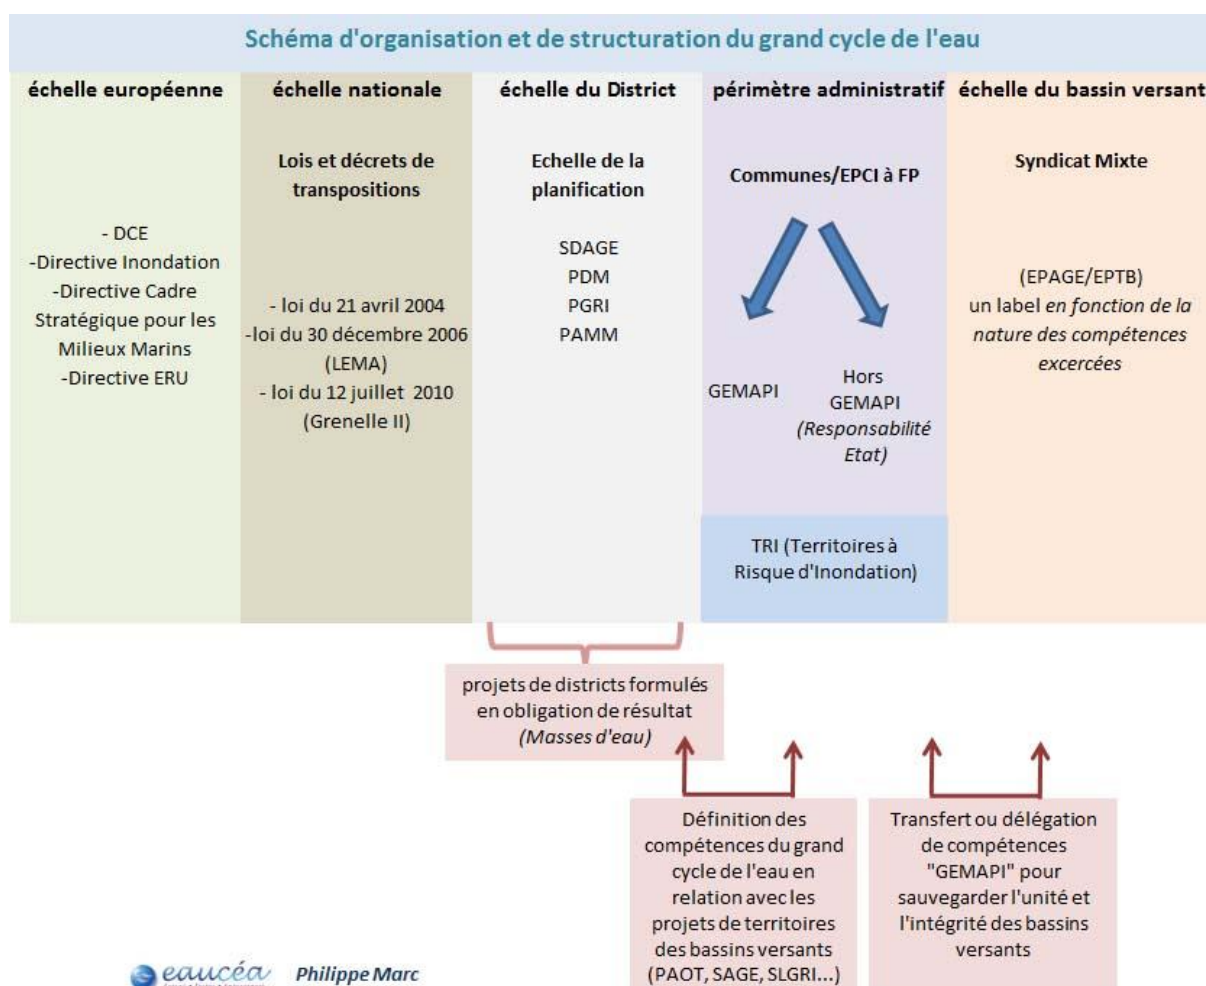 Schéma d'organisation et de structuration du grand cycle de l'eau
échelle européenne
- DCE
-Directive Inondation
-Directive Cadre
Stratégique pour les
Milieux Marins
-Directive ERU
échelle nationale
Lois et décrets de
transpositions
- loi du 21 avril 2004
-loi du 30 décembre 2006
(LEMA)
- loi du 12 juillet 2010
(Grenelle II)
échelle du District
Echelle de la
planification
SDAGE
PDM
PGRI
PAMM
périmètre administratif
Communes/EPCI à FP
GEMAPI
Hors
GEMAPI
(Responsabilité
Etat)
TRI (Territoires à
Risque d'Inondation)
échelle du bassin versant
Syndicat Mixte
(EPAGE/EPTB)
un label en fonction de la
nature des compétences
excercées
projets de districts formulés
en obligation de résultat
(Masses d'eau)
Définition des
compétences du grand
cycle de l'eau en
relation avec les
projets de territoires
des bassins versants
(PAOT, SAGE, SLGRI...)
Transfert ou délégation
de compétences
"GEMAPI" pour
sauvegarder l'unité et
l'intégrité des bassins
versants
eaucéa
Philippe Marc